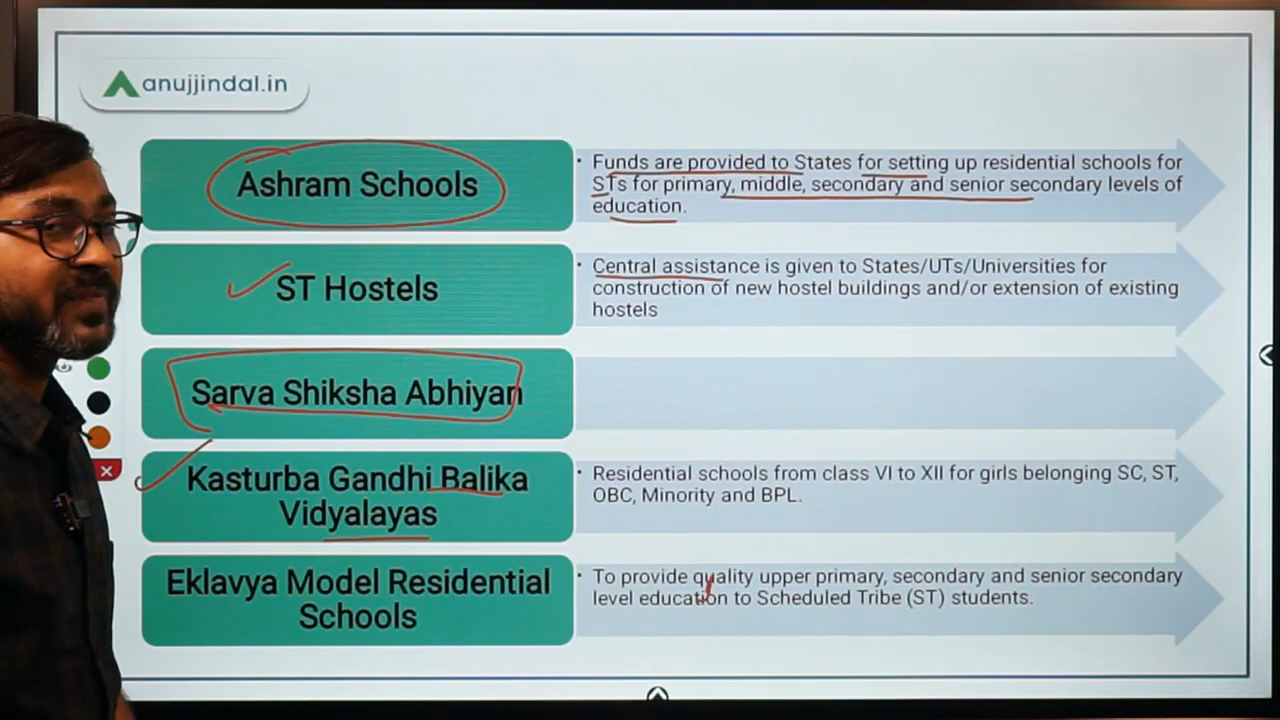 anujjindal.in
Ashram Schools
• Funds are provided to States for setting up residential schools for
STs for primary, middle, secondary and senior secondary levels of
education.
ST Hostels
• Central assistance is given to States/UTs/Universities for
construction of new hostel buildings and/or extension of existing
hostels
Sarva Shiksha Abhiyan
Kasturba Gandhi Balika
Vidyalayas
• Residential schools from class VI to XII for girls belonging SC, ST,
OBC, Minority and BPL.
Eklavya Model Residential
Schools
• To provide quality upper primary, secondary and senior secondary
level education to Scheduled Tribe (ST) students.